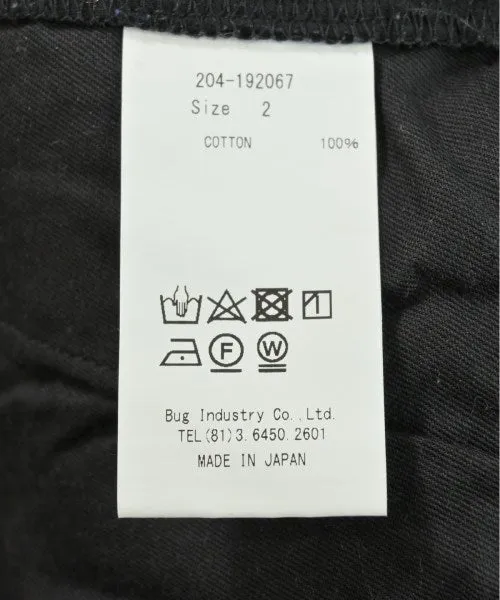 204-192067
Size 2
COTTON 100%
F W
Bug Industry Co.,Ltd.
TEL(81)3.6450.2601
MADE IN JAPAN